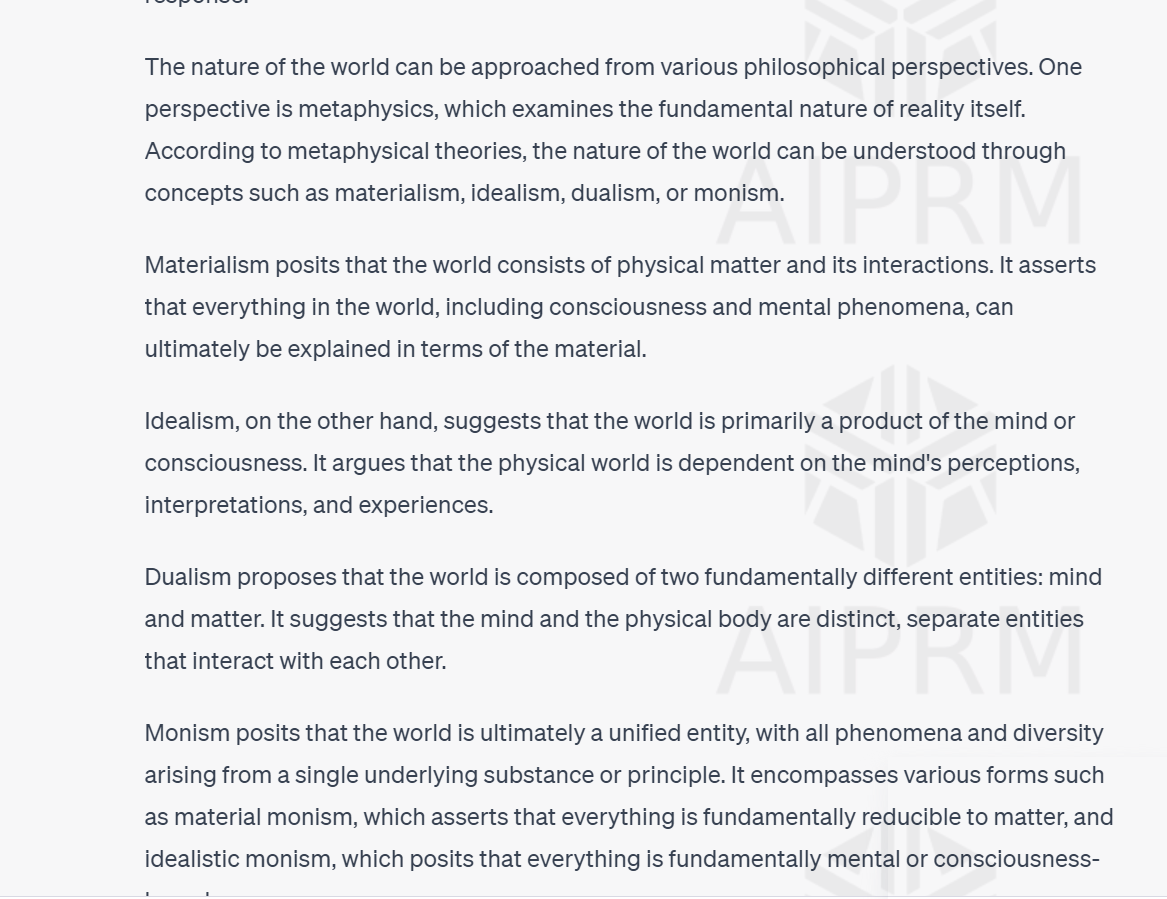 response.
The nature of the world can be approached from various philosophical perspectives. One
perspective is metaphysics, which examines the fundamental nature of reality itself.
According to metaphysical theories, the nature of the world can be understood through
concepts such as materialism, idealism, dualism, or monism.
AIPRM
Materialism posits that the world consists of physical matter and its interactions. It asserts
that everything in the world, including consciousness and mental phenomena, can
ultimately be explained in terms of the material.
Idealism, on the other hand, suggests that the world is primarily a product of the mind or
consciousness. It argues that the physical world is dependent on the mind's perceptions,
interpretations, and experiences.
Dualism proposes that the world is composed of two fundamentally different entities: mind
and matter. It suggests that the mind and the physical body are distinct, separate entities
that interact with each other.
AIPRM
Monism posits that the world is ultimately a unified entity, with all phenomena and diversity
arising from a single underlying substance or principle. It encompasses various forms such
as material monism, which asserts that everything is fundamentally reducible to matter, and
idealistic monism, which posits that everything is fundamentally mental or consciousness-